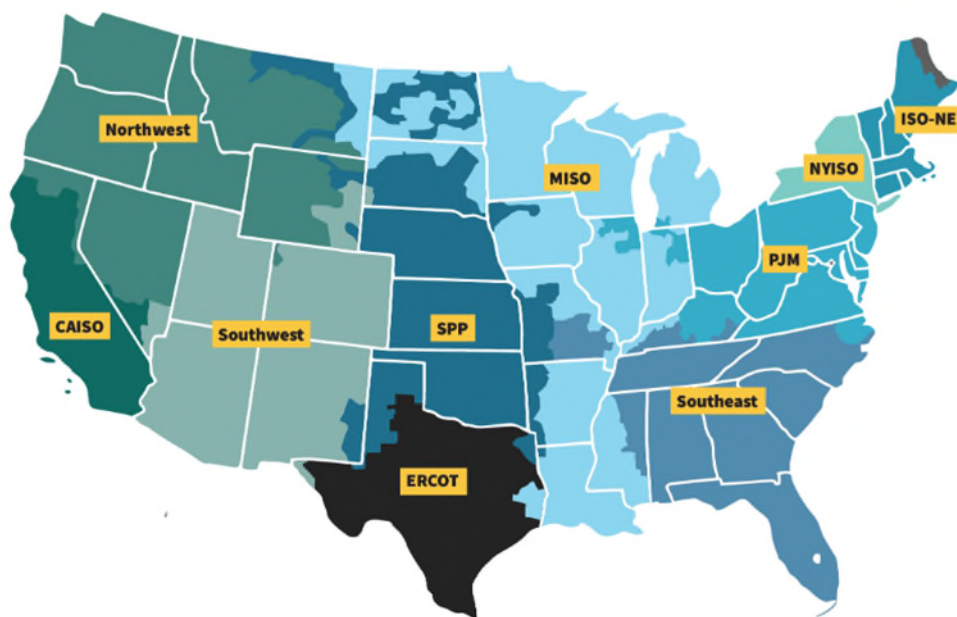 Northwest
MISO
ISO-NE
NYISO
PJM
CAISO
Southwest
SPP
Southeast
ERCOT